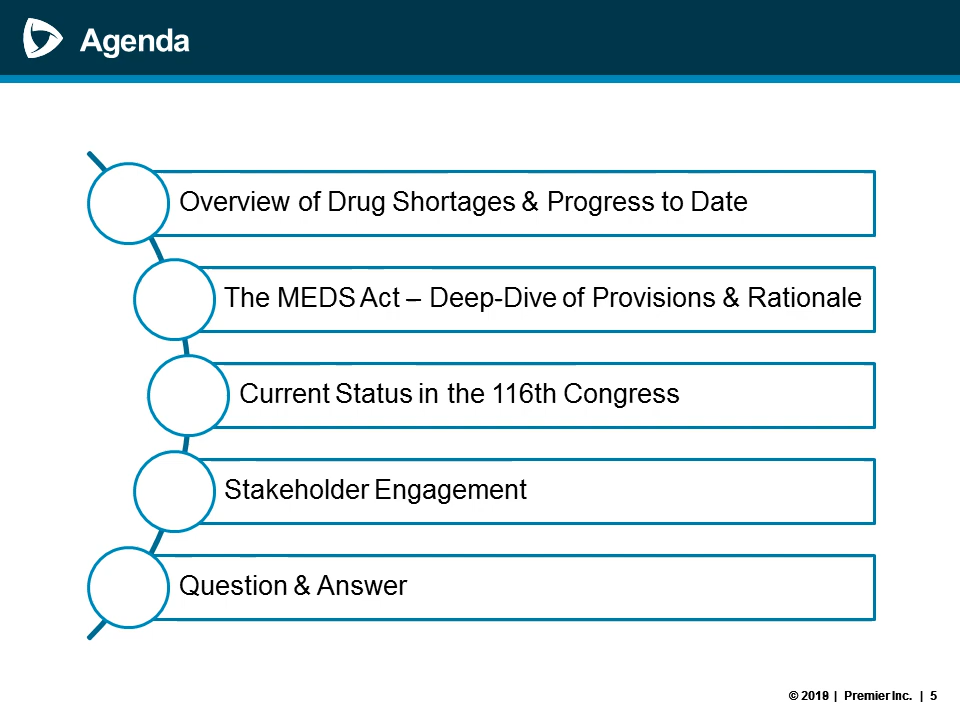 Agenda
Overview of Drug Shortages & Progress to Date
The MEDS Act – Deep-Dive of Provisions & Rationale
Current Status in the 116th Congress
Stakeholder Engagement
Question & Answer
© 2019 | Premier Inc. | 5